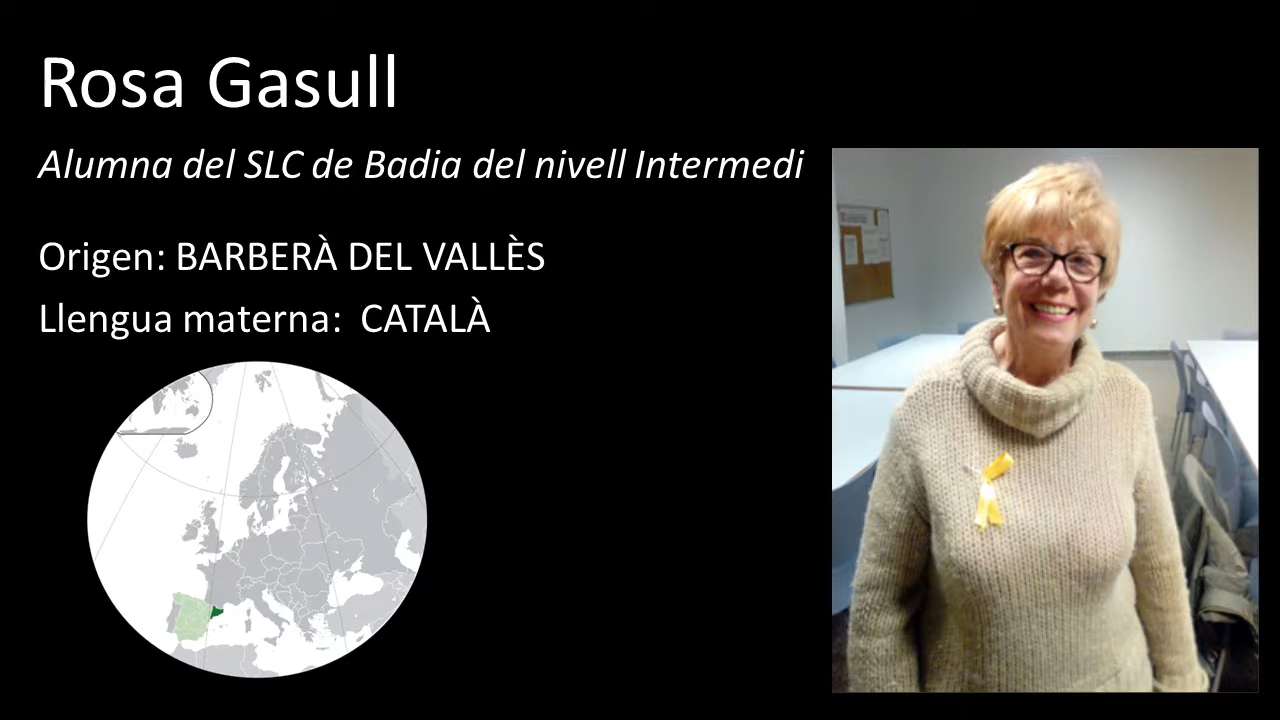 Rosa Gasull
Alumna del SLC de Badia del nivell Intermedi
Origen: BARBERÀ DEL VALLÈS
Llengua materna: CATALÀ